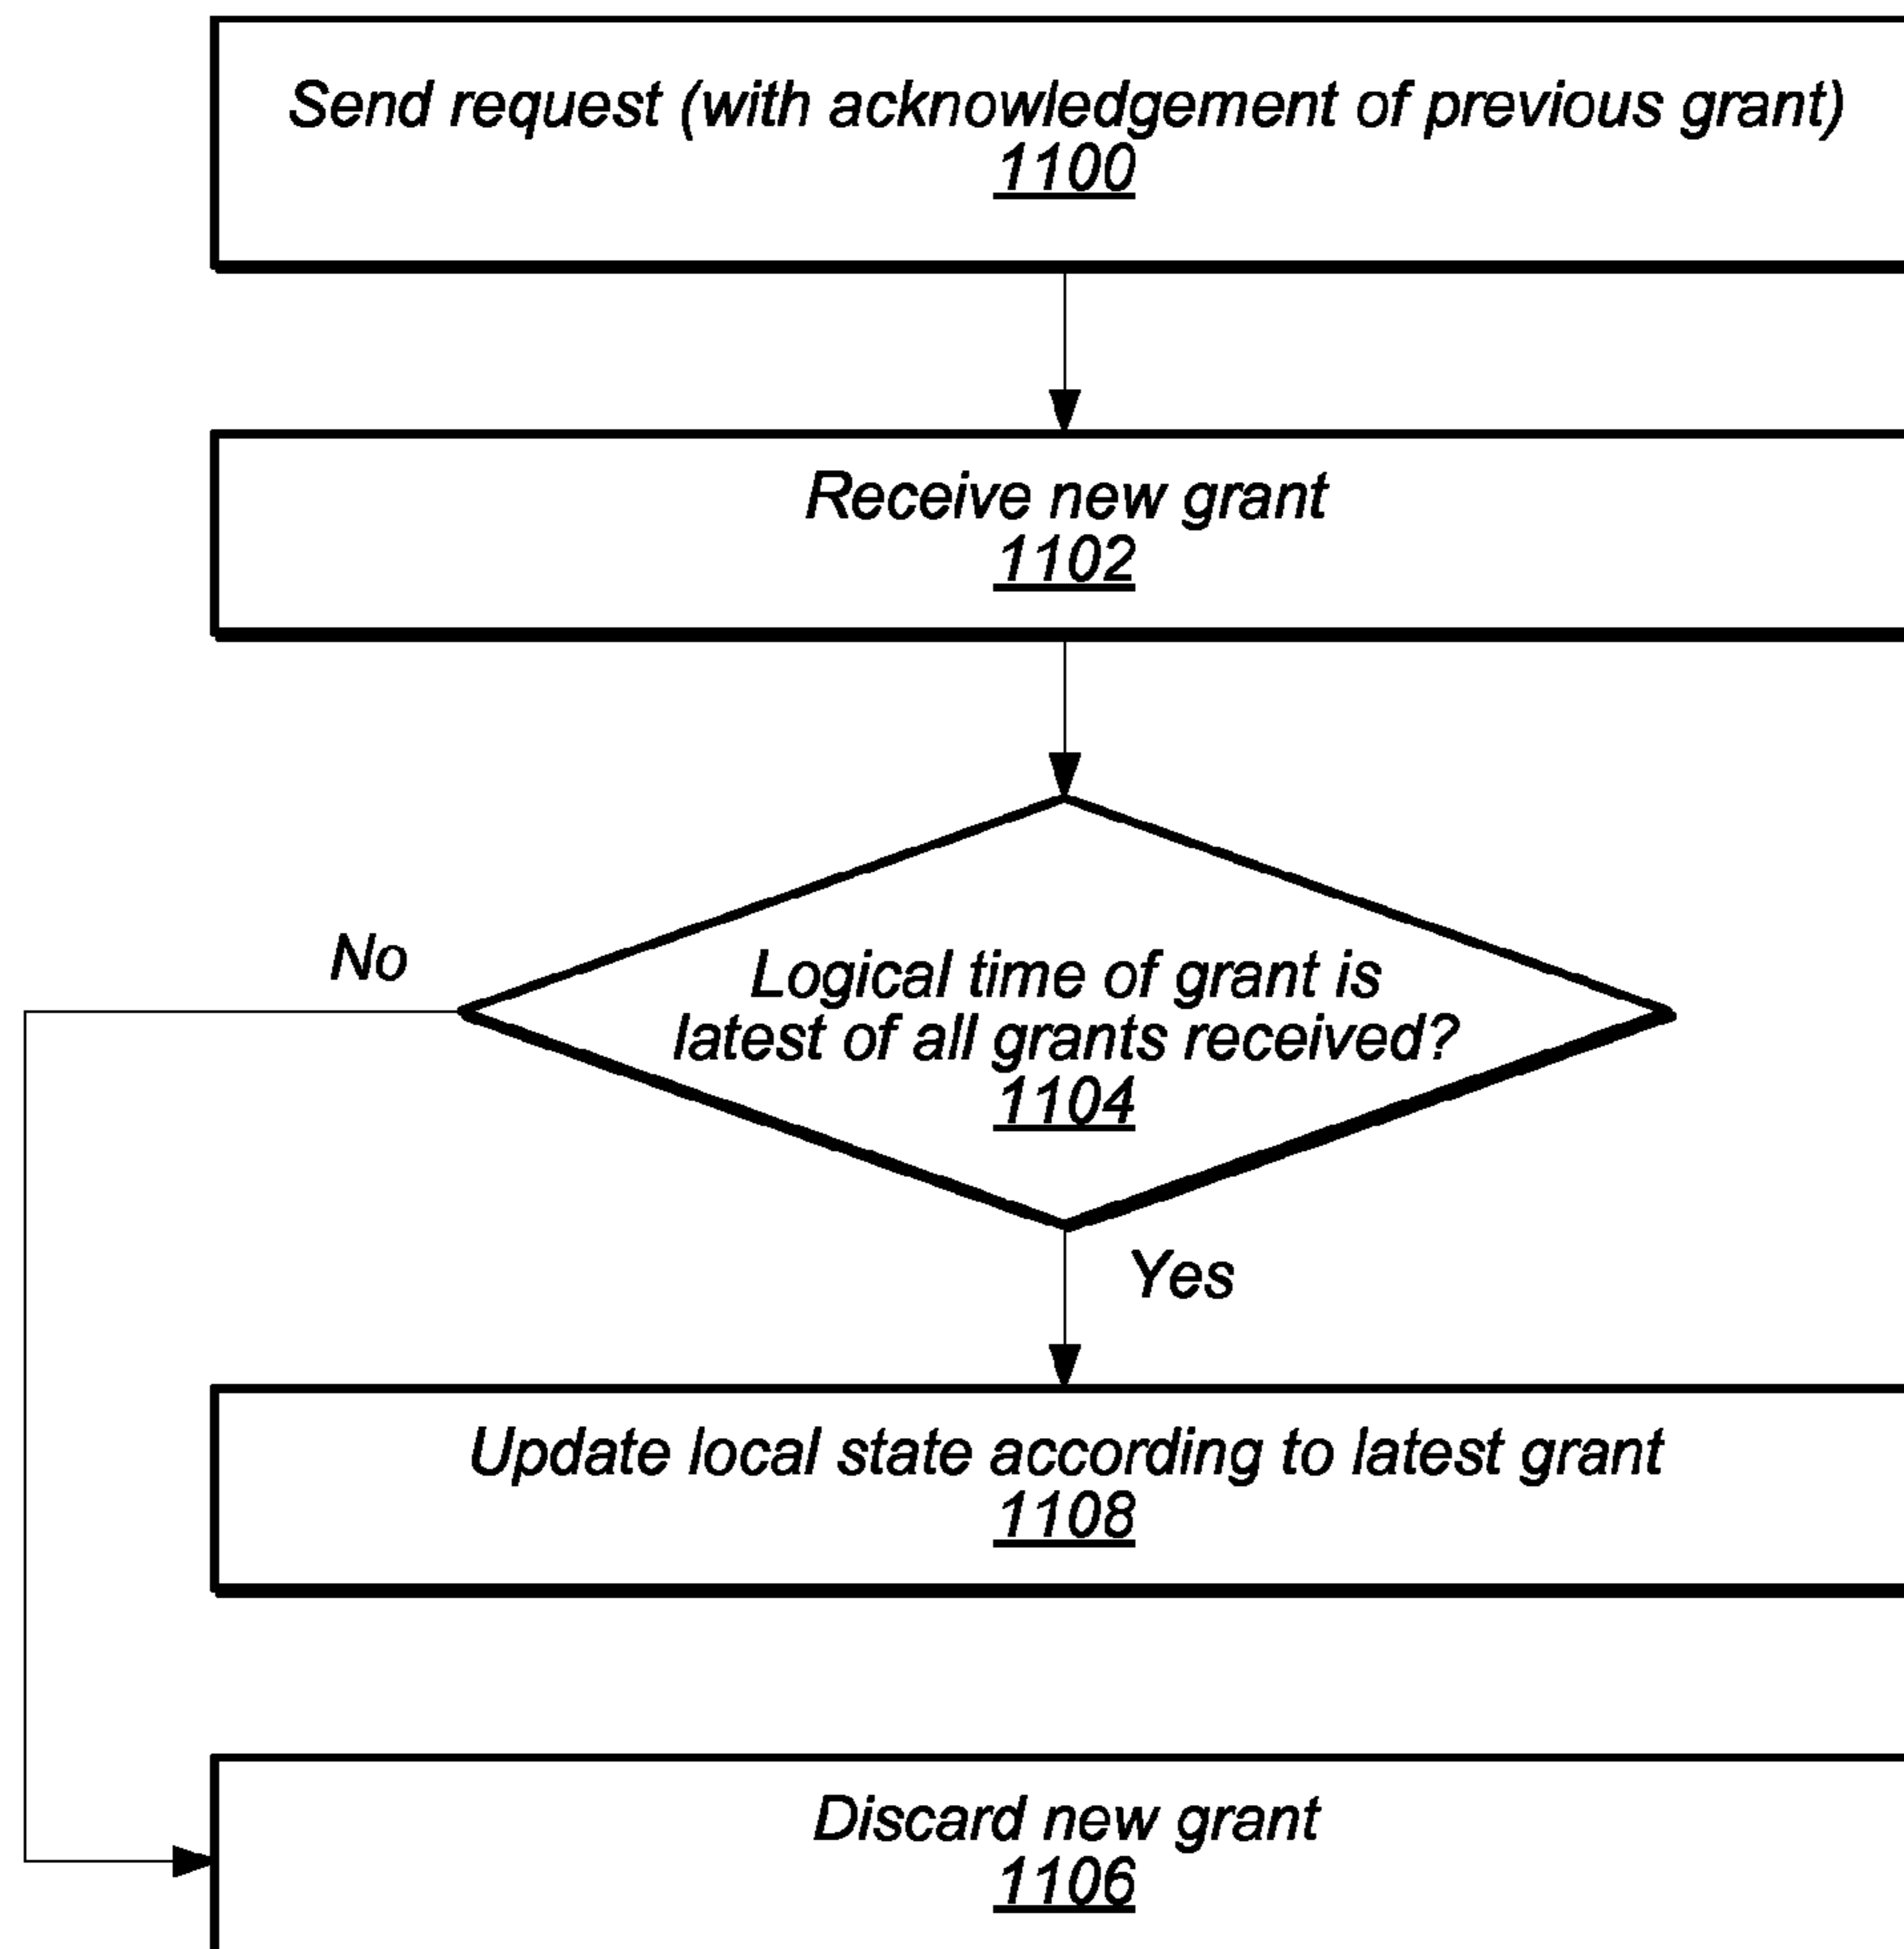 Send request (with acknowledgement of previous grant)
1100
Receive new grant
1102
No
Logical time of grant is
latest of all grants received?
1104
Yes
Update local state according to latest grant
1108
Discard new grant
1106